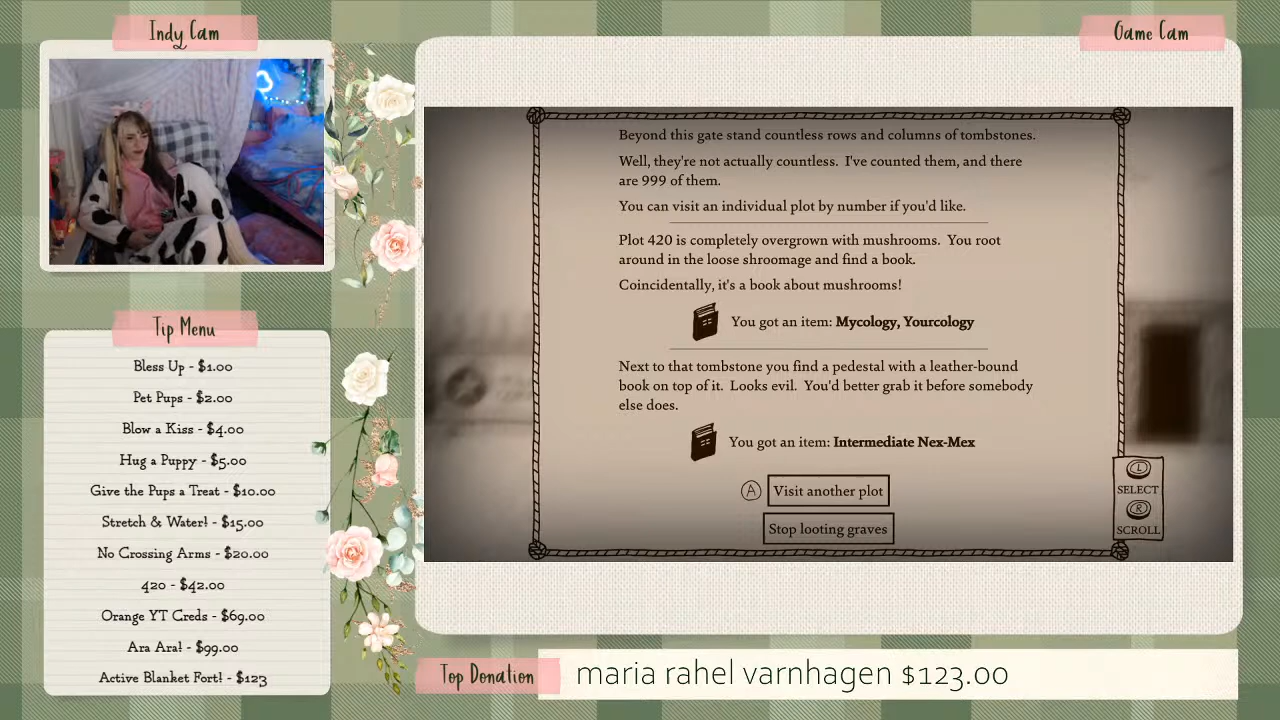 Indy Cam
Game Cam
Beyond this gate stand countless rows and columns of tombstones.
Well, they're not actually countless. I've counted them, and there
are 999 of them.
You can visit an individual plot by number if you'd like.
Plot 420 is completely overgrown with mushrooms. You root
around in the loose shroomage and find a book.
Coincidentally, it's a book about mushrooms!
You got an item: Mycology, Yourcology
Next to that tombstone you find a pedestal with a leather-bound
book on top of it. Looks evil. You'd better grab it before somebody
else does.
You got an item: Intermediate Nex-Mex
A Visit another plot
Stop looting graves
L
SELECT
R
SCROLL
Tip Menu
Bless Up - $1.00
Pet Pups - $2.00
Blow a Kiss - $4.00
Hug a Puppy - $5.00
Give the Pups a Treat - $10.00
Stretch & Water! - $15.00
No Crossing Arms - $20.00
420 - $42.00
Orange YT Creds - $69.00
Ara Ara! - $99.00
Active Blanket Fort! - $123
Top Donation
maria rahel varnhagen $123.00